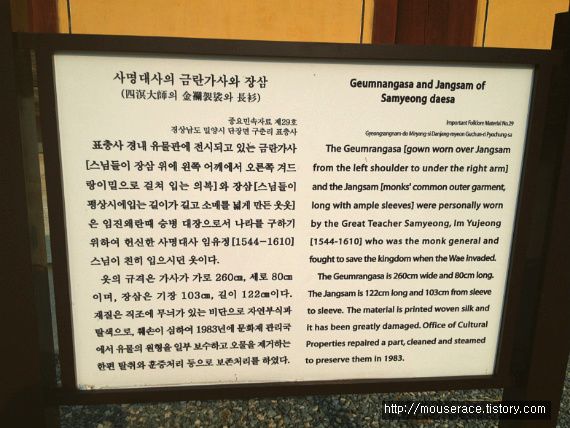 사명대사의 금란가사와 장삼
(四溟大師의 金襴袈裟와 長衫)
중요민속자료 제29호
경상남도 밀양시 단장면 구춘리 표충사
표충사 경내 유물관에 전시되고 있는 금란가사
[스님들이 장삼 위에 왼쪽 어깨에서 오른쪽 겨드
랑이밑으로 걸쳐 입는 의복]와 장삼[스님들이
평상시에입는 길이가 길고 소매를 넓게 만든 웃옷]
은 임진왜란때 승병 대장으로서 나라를 구하기
위하여 헌신한 사명대사 임유정[1544-1610]
스님이 친히 입으시던 옷이다.
옷의 규격은 가사가 가로 260cm, 세로 80cm
이며, 장삼은 기장 103cm, 길이 122cm이다.
재질은 직조에 무늬가 있는 비단으로 자연부식과
탈색으로, 훼손이 심하여 1983년에 문화재 관리국
에서 유물의 원형을 일부 보수하고 오물을 제거하는
한편 탈취와 훈증처리 등으로 보존처리를 하였다.
Geumnangasa and Jangsam of
Samyeong daesa
Important Folklore Material No.29
Gyeongsangnam-do Miryang-si Danjang-myeon Guchun-ri Pyochung-sa
The Geumrangasa [gown worn over Jangsam
from the left shoulder to under the right arm]
and the Jangsam [monks' common outer garment,
long with ample sleeves] were personally worn
by the Great Teacher Samyeong, Im Yujeong
[1544-1610] who was the monk general and
fought to save the kingdom when the Wae Invaded.
The Geumrangasa is 260cm wide and 80cm long.
The Jangsam is 122cm long and 103cm from sleeve
to sleeve. The material is printed woven silk and
it has been greatly damaged. Office of Cultural
Properties repaired a part, cleaned and steamed
to preserve them in 1983.
http://mouserace.tistory.com